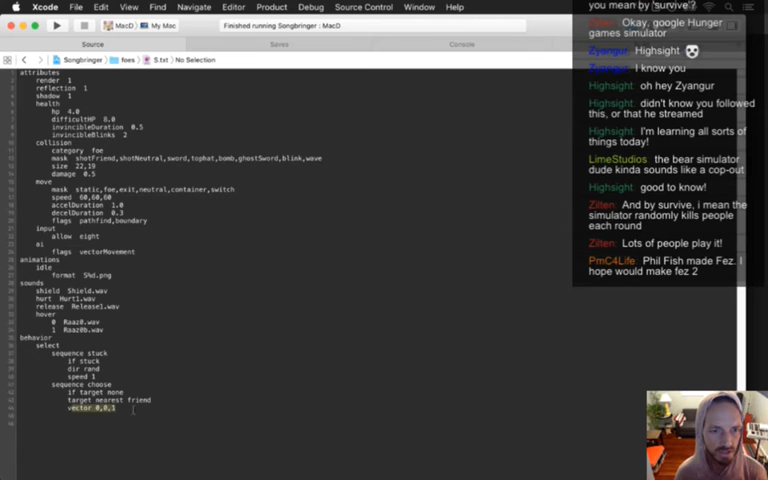 Xcode File Edit View Find Navigate Editor Product Debug Source Control Window Help
MacD My Mac
Finished running Songbringer : MacD
Source Saves Console
Songbringer foes S.txt No Selection
attributes
render 1
reflection 1
shadow 1
health
hp 4.0
difficultHP 8.0
invincibleDuration 0.5
invincibleBlinks 2
collision
category foe
mask shotFriend,shotNeutral,sword,tophat,bomb,ghostSword,blink,wave
size 22,19
damage 0.5
move
mask static,foe,exit,neutral,container,switch
speed 60,60,60
accelDuration 1.0
decelDuration 0.3
flags pathfind,boundary
input
allow eight
ai
flags vectorMovement
animations
idle
format S%d.png
sounds
shield Shield.wav
hurt Hurt1.wav
release Release1.wav
hover
0 Raaz0.wav
1 Raaz0b.wav
behavior
select
sequence stuck
if stuck
dir rand
speed 1
sequence choose
if target none
target nearest friend
vector 0,0,1
you mean by 'survive'?
Zilten: Okay, google Hunger
games simulator
Zyangur: Highsight
Zyangur: I know you
Highsight: oh hey Zyangur
Highsight: didn't know you followed
this, or that he streamed
Highsight: I'm learning all sorts of
things today!
LimeStudios: the bear simulator
dude kinda sounds like a cop-out
Highsight: good to know!
Zilten: And by survive, i mean the
simulator randomly kills people
each round
Zilten: Lots of people play it!
PmC4Life: Phil Fish made Fez. I
hope would make fez 2